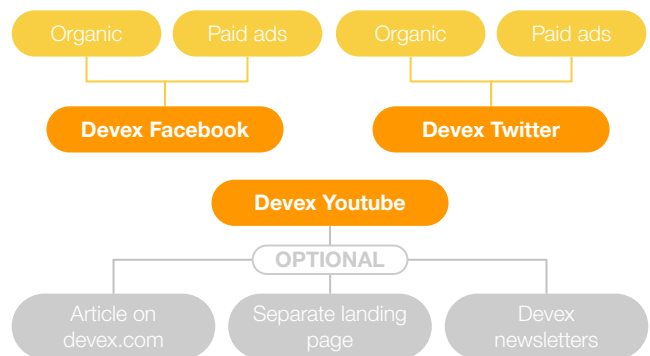 Organic
Paid ads
Organic
Paid ads
Devex Facebook
Devex Twitter
Devex Youtube
OPTIONAL
Article on
devex.com
Separate landing
page
Devex
newsletters